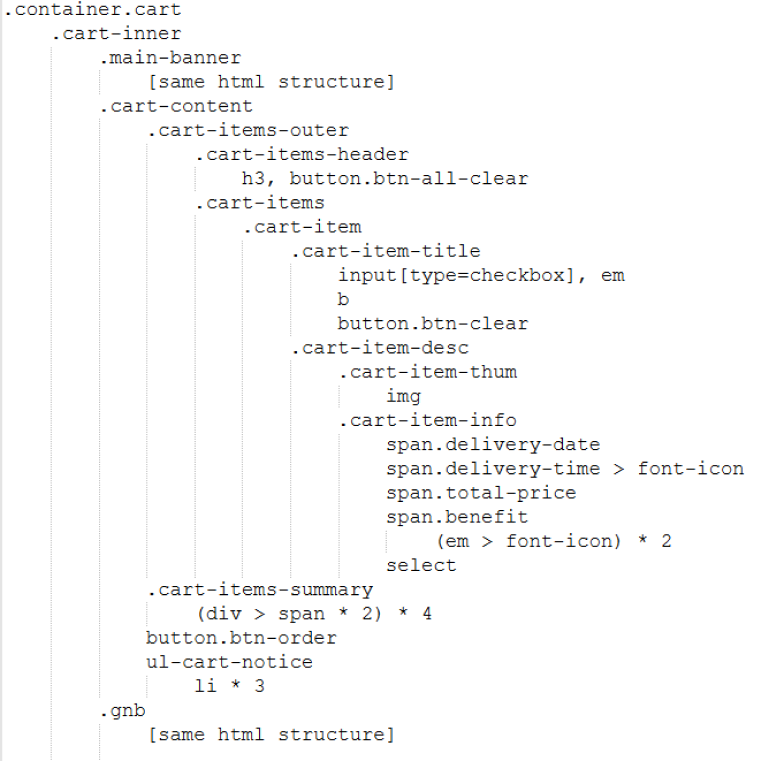 .container.cart
.cart-inner
.main-banner
[same html structure]
.cart-content
.cart-items-outer
.cart-items-header
h3, button.btn-all-clear
.cart-items
.cart-item
.cart-item-title
input[type=checkbox], em
b
button.btn-clear
.cart-item-desc
.cart-item-thum
img
.cart-item-info
span.delivery-date
span.delivery-time > font-icon
span.total-price
span.benefit
(em > font-icon) * 2
select
.cart-items-summary
(div > span * 2) * 4
button.btn-order
ul-cart-notice
li * 3
.gnb
[same html structure]